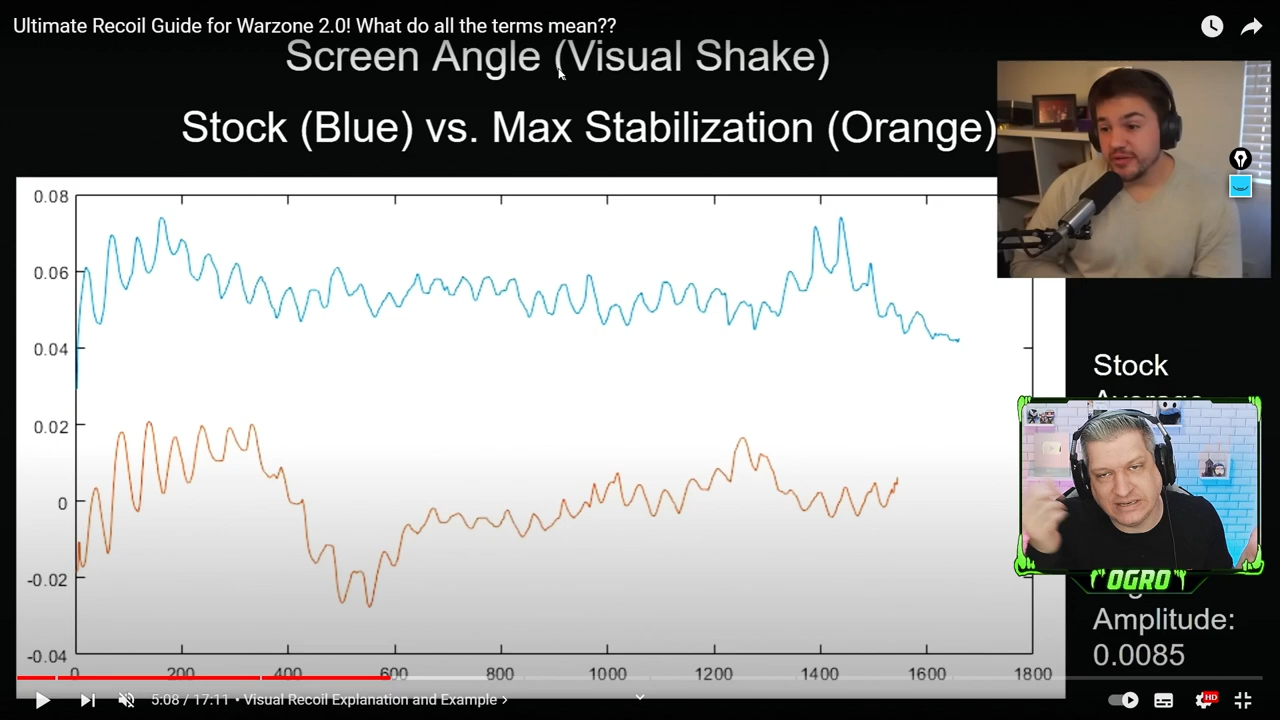 Ultimate Recoil Guide for Warzone 2.0! What do all the terms mean??
Screen Angle (Visual Shake)
Stock (Blue) vs. Max Stabilization (Orange)
0.08
0.06
0.04
0.02
0
-0.02
-0.04
0
200
400
600
800
1000
1200
1400
1600
1800
Stock
Average
OGRO
Amplitude:
0.0085
5:08 / 17:11 • Visual Recoil Explanation and Example
HD